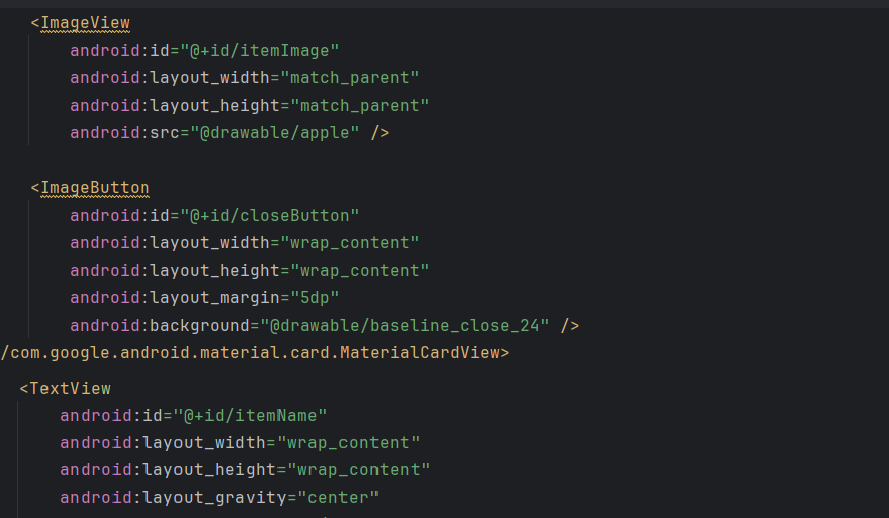 <ImageView
android:id="@+id/itemImage"
android:layout_width="match_parent"
android:layout_height="match_parent"
android:src="@drawable/apple" />
<ImageButton
android:id="@+id/closeButton"
android:layout_width="wrap_content"
android:layout_height="wrap_content"
android:layout_margin="5dp"
android:background="@drawable/baseline_close_24" />
/com.google.android.material.card.MaterialCardView>
<TextView
android:id="@+id/itemName"
android:layout_width="wrap_content"
android:layout_height="wrap_content"
android:layout_gravity="center"